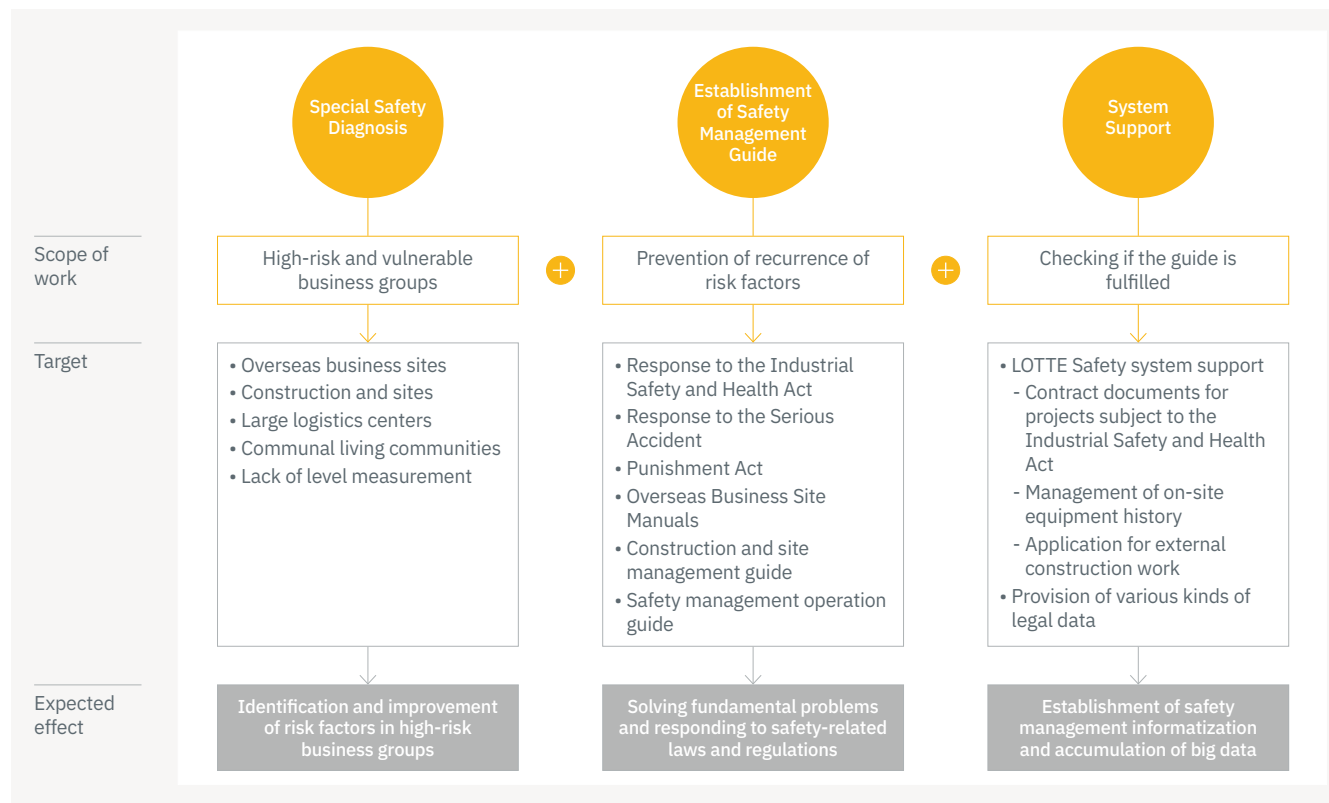 Special Safety
Diagnosis
Establishment
of Safety
Management
Guide
System
Support
Scope of
work
High-risk and vulnerable
business groups
Prevention of recurrence of
risk factors
Checking if the guide is
fulfilled
Target
• Overseas business sites
• Construction and sites
• Large logistics centers
• Communal living communities
• Lack of level measurement
• Response to the Industrial
Safety and Health Act
• Response to the Serious
Accident
• Punishment Act
• Overseas Business Site
Manuals
• Construction and site
management guide
• Safety management operation
guide
• LOTTE Safety system support
- Contract documents for
projects subject to the
Industrial Safety and Health
Act
- Management of on-site
equipment history
- Application for external
construction work
• Provision of various kinds of
legal data
Expected
effect
Identification and improvement
of risk factors in high-risk
business groups
Solving fundamental problems
and responding to safety-related
laws and regulations
Establishment of safety
management informatization
and accumulation of big data